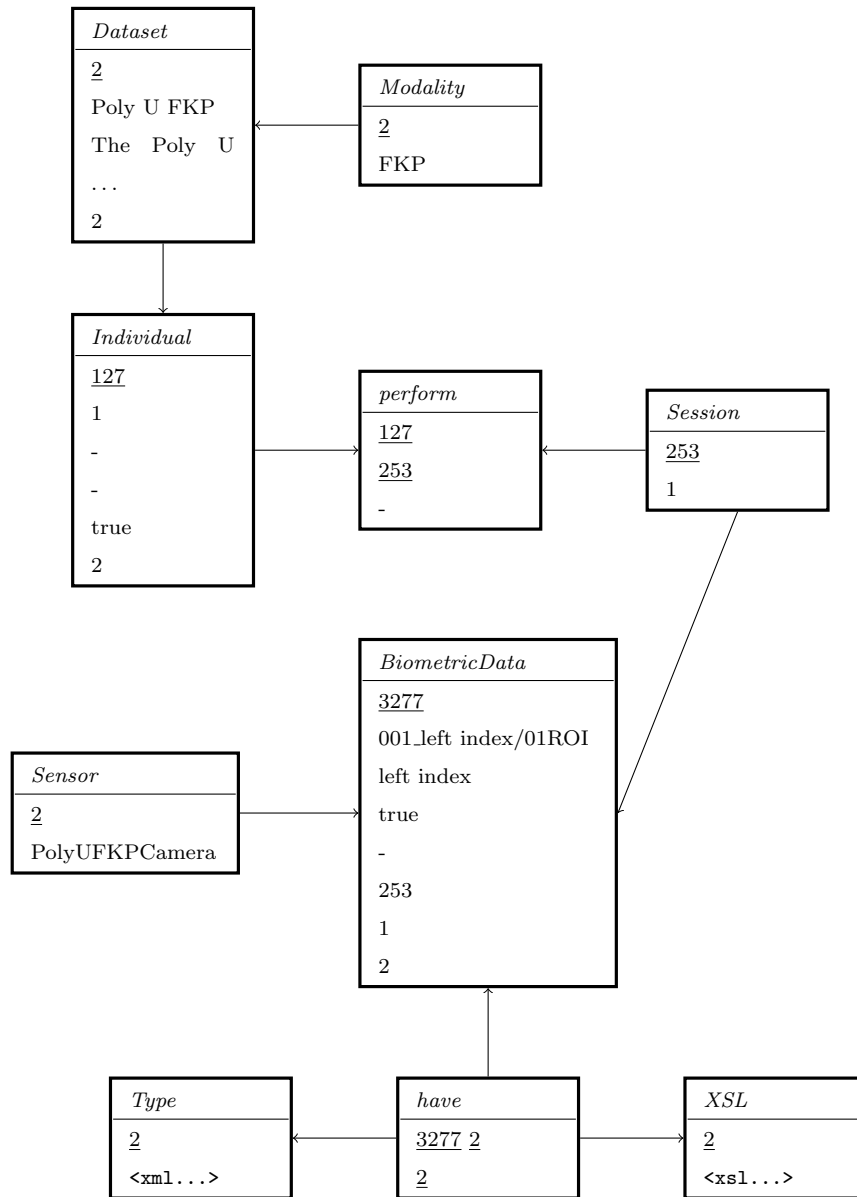 Dataset
2
Poly U FKP
The Poly U
...
2
Modality
2
FKP
Individual
127
1
-
-
true
2
perform
127
253
-
Session
253
1
BiometricData
3277
001_left index/01ROI
left index
true
-
253
1
2
Sensor
2
PolyUFKPCamera
Type
2
<xml...>
have
3277 2
2
XSL
2
<xsl...>